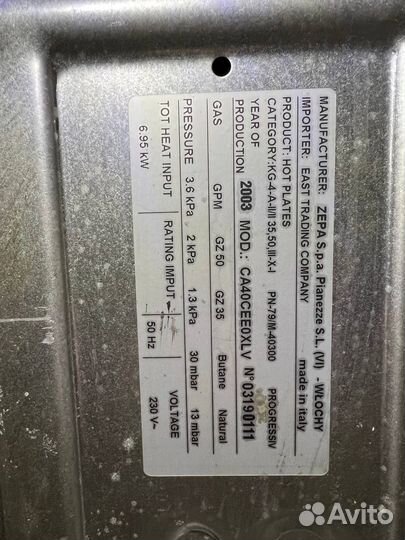 MANUFACTURER: ZEPA S.p.a. Pianezze S.L. (VI) - WŁOCHY
IMPORTER: EAST TRADING COMPANY made in italy
PRODUCT: HOT PLATES
CATEGORY: KG-4-A-II/II 35,50,III-X-I PN-79/M-40300 PROGRESSIV
YEAR OF
PRODUCTION 2003 MOD.: CA40CEE0XLV N° 03190111
GAS GPM GZ 50 GZ 35 Butane Natural
PRESSURE 3.6 kPa 2 kPa 1.3 kPa 30 mbar 13 mbar
TOT HEAT INPUT RATING IMPUT VOLTAGE
6.95 kW 50 Hz 230 V~
Avito